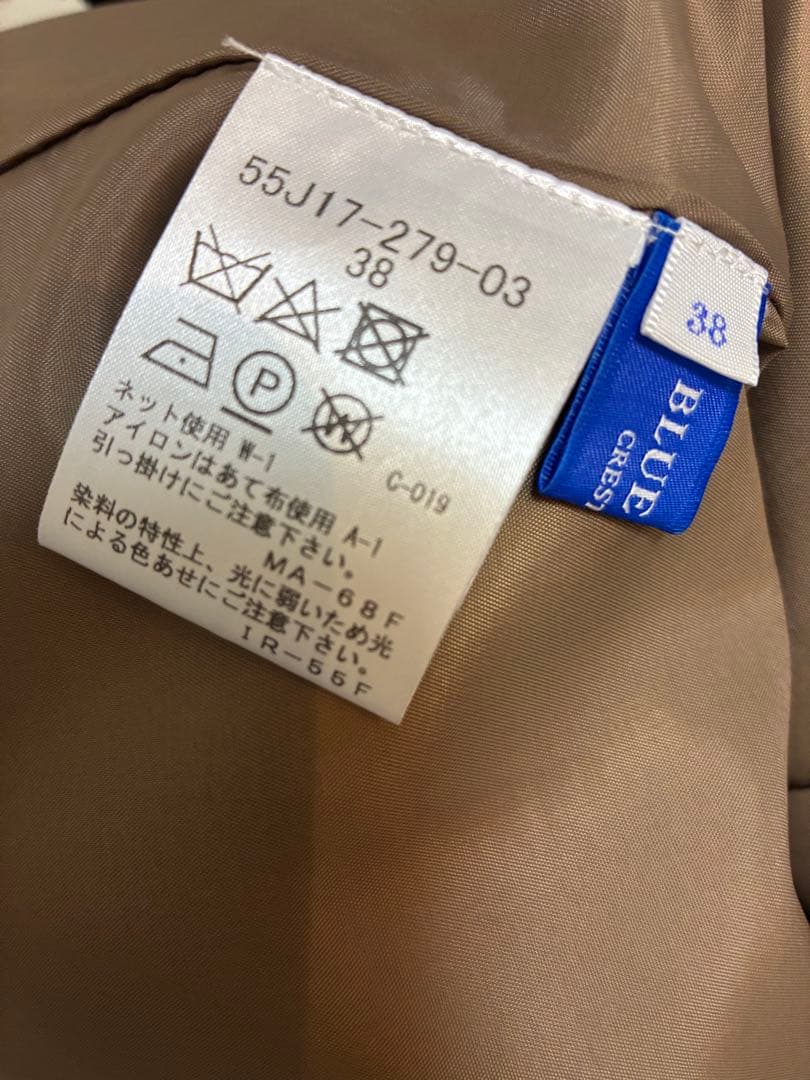 55J17-279-03
38
P
W
C-019
ネット使用 W-1
アイロンはあて布使用 A-1
引っ掛けにご注意下さい。
MA-68F
染料の特性上、光に弱いため光
による色あせにご注意下さい。
IR-55F
38
BLUE
CREST